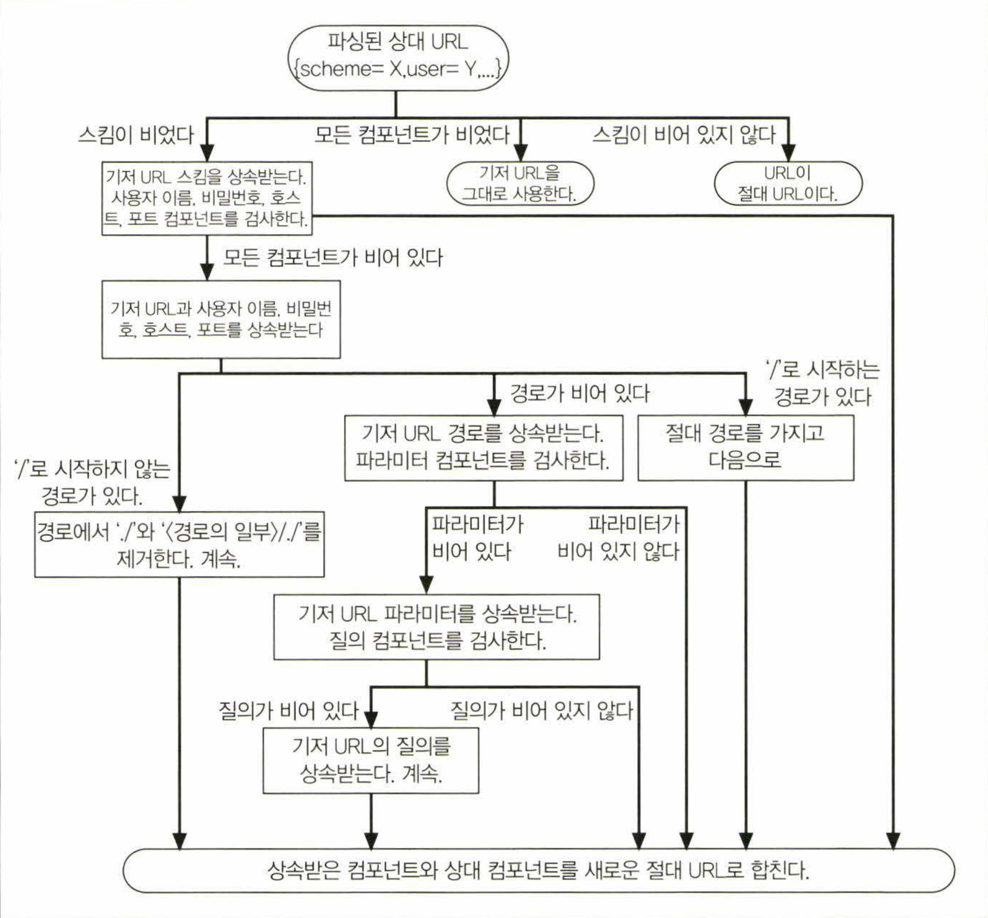 파싱된 상대 URL
{scheme= X,user= Y,...}
스킴이 비었다
모든 컴포넌트가 비었다
스킴이 비어 있지 않다
기저 URL 스킴을 상속받는다.
사용자 이름, 비밀번호, 호스
트, 포트 컴포넌트를 검사한다.
기저 URL을
그대로 사용한다.
URL이
절대 URL이다.
모든 컴포넌트가 비어 있다
기저 URL과 사용자 이름, 비밀번
호, 호스트, 포트를 상속받는다
'/'로 시작하지 않는
경로가 있다.
경로가 비어 있다
'/'로 시작하는
경로가 있다
경로에서 './'와 '〈경로의 일부〉/./'를
제거한다. 계속.
기저 URL 경로를 상속받는다.
파라미터 컴포넌트를 검사한다.
절대 경로를 가지고
다음으로
파라미터가
비어 있다
파라미터가
비어 있지 않다
기저 URL 파라미터를 상속받는다.
질의 컴포넌트를 검사한다.
질의가 비어 있다
질의가 비어 있지 않다
기저 URL의 질의를
상속받는다. 계속.
상속받은 컴포넌트와 상대 컴포넌트를 새로운 절대 URL로 합친다.